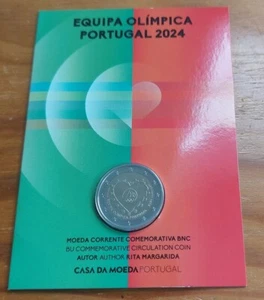 EQUIPA OLÍMPICA
PORTUGAL 2024
MOEDA CORRENTE COMEMORATIVA BNC
BU COMMEMORATIVE CIRCULATION COIN
AUTOR AUTHOR RITA MARGARIDA
CASA DA MOEDA PORTUGAL